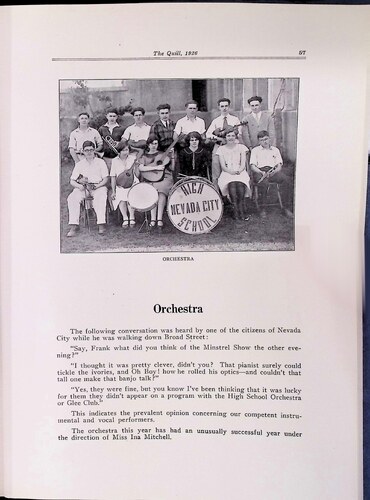 The Quill, 1926 57
HIGH
NEVADA CITY
SCHOOL
ORCHESTRA
Orchestra
The following conversation was heard by one of the citizens of Nevada
City while he was walking down Broad Street:
"Say, Frank what did you think of the Minstrel Show the other eve-
ning?"
"I thought it was pretty clever, didn't you? That pianist surely could
tickle the ivories, and Oh Boy! how he rolled his optics—and couldn't that
tall one make that banjo talk?"
"Yes, they were fine, but you know I've been thinking that it was lucky
for them they didn't appear on a program with the High School Orchestra
or Glee Club."
This indicates the prevalent opinion concerning our competent instru-
mental and vocal performers.
The orchestra this year has had an unusually successful year under
the direction of Miss Ina Mitchell.